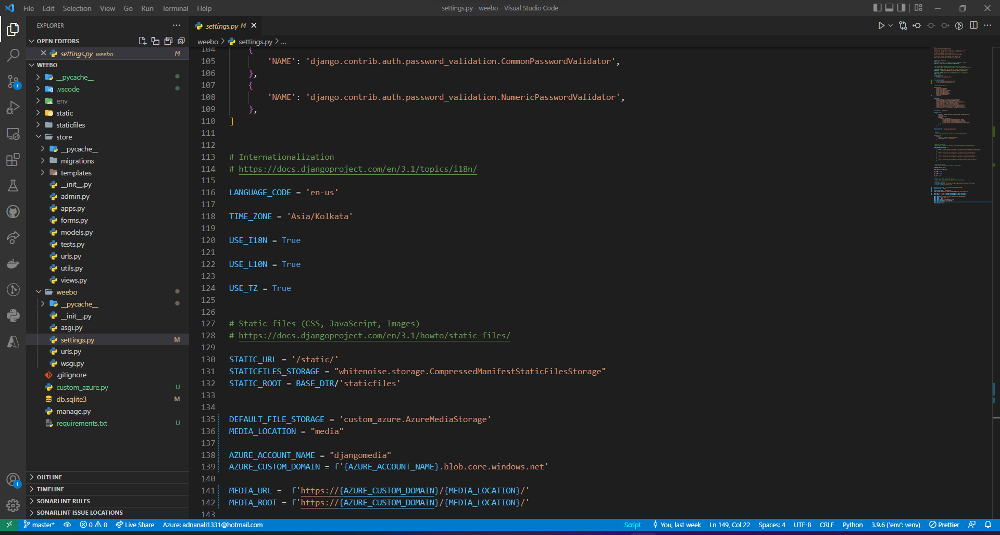 File Edit Selection View Go Run Terminal Help
settings.py - weebo - Visual Studio Code
EXPLORER
OPEN EDITORS
settings.py weebo M
WEEBO
__pycache__
.vscode
env
static
staticfiles
store
__pycache__
migrations
templates
__init__.py
admin.py
apps.py
forms.py
models.py
tests.py
urls.py
utils.py
views.py
weebo
__pycache__
__init__.py
asgi.py
settings.py M
urls.py
wsgi.py
.gitignore
custom_azure.py U
db.sqlite3 M
manage.py
requirements.txt U
OUTLINE
TIMELINE
SONARLINT RULES
SONARLINT ISSUE LOCATIONS
7
1
settings.py M
weebo > settings.py > ...
104 {
105 'NAME': 'django.contrib.auth.password_validation.CommonPasswordValidator',
106 },
107 {
108 'NAME': 'django.contrib.auth.password_validation.NumericPasswordValidator',
109 },
110 ]
111
112
113 # Internationalization
114 # https://docs.djangoproject.com/en/3.1/topics/i18n/
115
116 LANGUAGE_CODE = 'en-us'
117
118 TIME_ZONE = 'Asia/Kolkata'
119
120 USE_I18N = True
121
122 USE_L10N = True
123
124 USE_TZ = True
125
126
127 # Static files (CSS, JavaScript, Images)
128 # https://docs.djangoproject.com/en/3.1/howto/static-files/
129
130 STATIC_URL = '/static/'
131 STATICFILES_STORAGE = "whitenoise.storage.CompressedManifestStaticFilesStorage"
132 STATIC_ROOT = BASE_DIR/'staticfiles'
133
134
135 DEFAULT_FILE_STORAGE = 'custom_azure.AzureMediaStorage'
136 MEDIA_LOCATION = "media"
137
138 AZURE_ACCOUNT_NAME = "djangomedia"
139 AZURE_CUSTOM_DOMAIN = f'{AZURE_ACCOUNT_NAME}.blob.core.windows.net'
140
141 MEDIA_URL =  f'https://{AZURE_CUSTOM_DOMAIN}/{MEDIA_LOCATION}/'
142 MEDIA_ROOT = f'https://{AZURE_CUSTOM_DOMAIN}/{MEDIA_LOCATION}/'
143
master* 0 0 Live Share Azure: adnanali1331@hotmail.com Script You, last week Ln 149, Col 22 Spaces: 4 UTF-8 CRLF Python 3.9.6 ('env': venv) Prettier